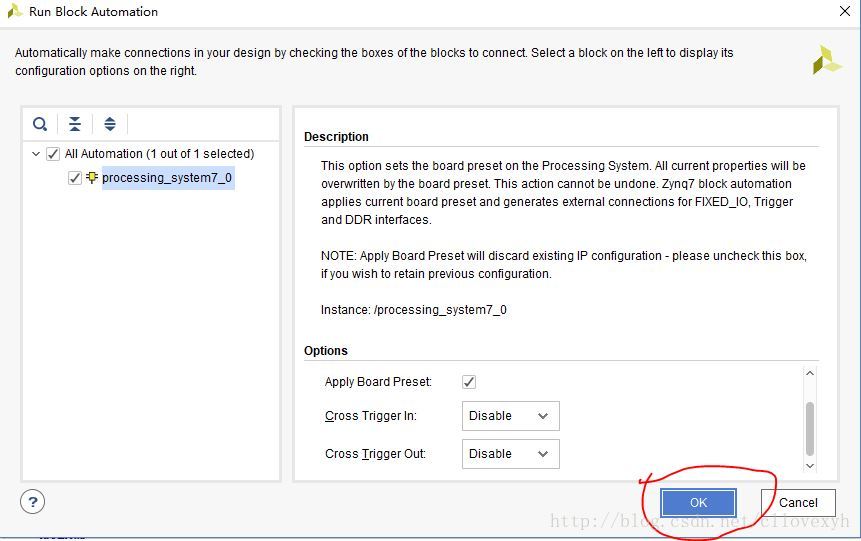 Run Block Automation
Automatically make connections in your design by checking the boxes of the blocks to connect. Select a block on the left to display its
configuration options on the right.
All Automation (1 out of 1 selected)
processing_system7_0
Description
This option sets the board preset on the Processing System. All current properties will be
overwritten by the board preset. This action cannot be undone. Zynq7 block automation
applies current board preset and generates external connections for FIXED_IO, Trigger
and DDR interfaces.
NOTE: Apply Board Preset will discard existing IP configuration - please uncheck this box,
if you wish to retain previous configuration.
Instance: /processing_system7_0
Options
Apply Board Preset:
Cross Trigger In: Disable
Cross Trigger Out: Disable
? OK Cancel
http://blog.csdn.net/cllovexyh